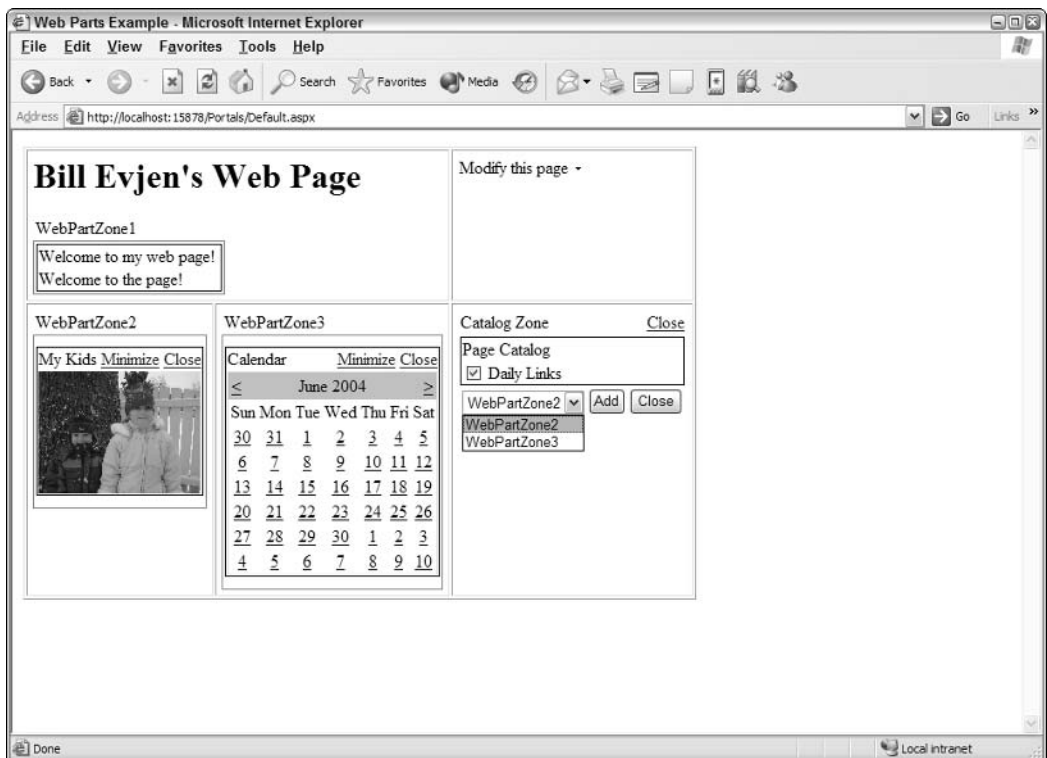 Web Parts Example - Microsoft Internet Explorer
File Edit View Favorites Tools Help
Back Search Favorites Media
Address http://localhost:15878/Portals/Default.aspx Go Links »
Bill Evjen's Web Page
Modify this page
WebPartZone1
Welcome to my web page!
Welcome to the page!
WebPartZone2
My Kids Minimize Close
WebPartZone3
Calendar Minimize Close
< June 2004 >
Sun Mon Tue Wed Thu Fri Sat
30 31 1 2 3 4 5
6 7 8 9 10 11 12
13 14 15 16 17 18 19
20 21 22 23 24 25 26
27 28 29 30 1 2 3
4 5 6 7 8 9 10
Catalog Zone Close
Page Catalog
Daily Links
WebPartZone2 Add Close
WebPartZone2
WebPartZone3
Done Local intranet